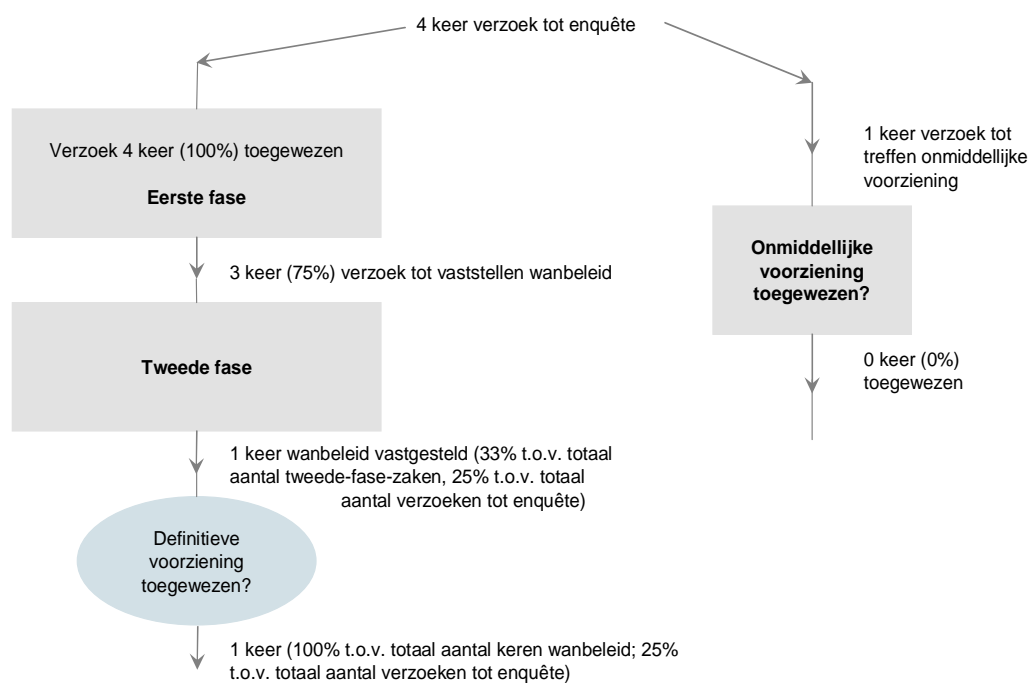 4 keer verzoek tot enquête
Verzoek 4 keer (100%) toegewezen
Eerste fase
1 keer verzoek tot
treffen onmiddellijke
voorziening
Onmiddellijke
voorziening
toegewezen?
3 keer (75%) verzoek tot vaststellen wanbeleid
Tweede fase
0 keer (0%)
toegewezen
1 keer wanbeleid vastgesteld (33% t.o.v. totaal
aantal tweede-fase-zaken, 25% t.o.v. totaal
aantal verzoeken tot enquête)
Definitieve
voorziening
toegewezen?
1 keer (100% t.o.v. totaal aantal keren wanbeleid; 25%
t.o.v. totaal aantal verzoeken tot enquête)